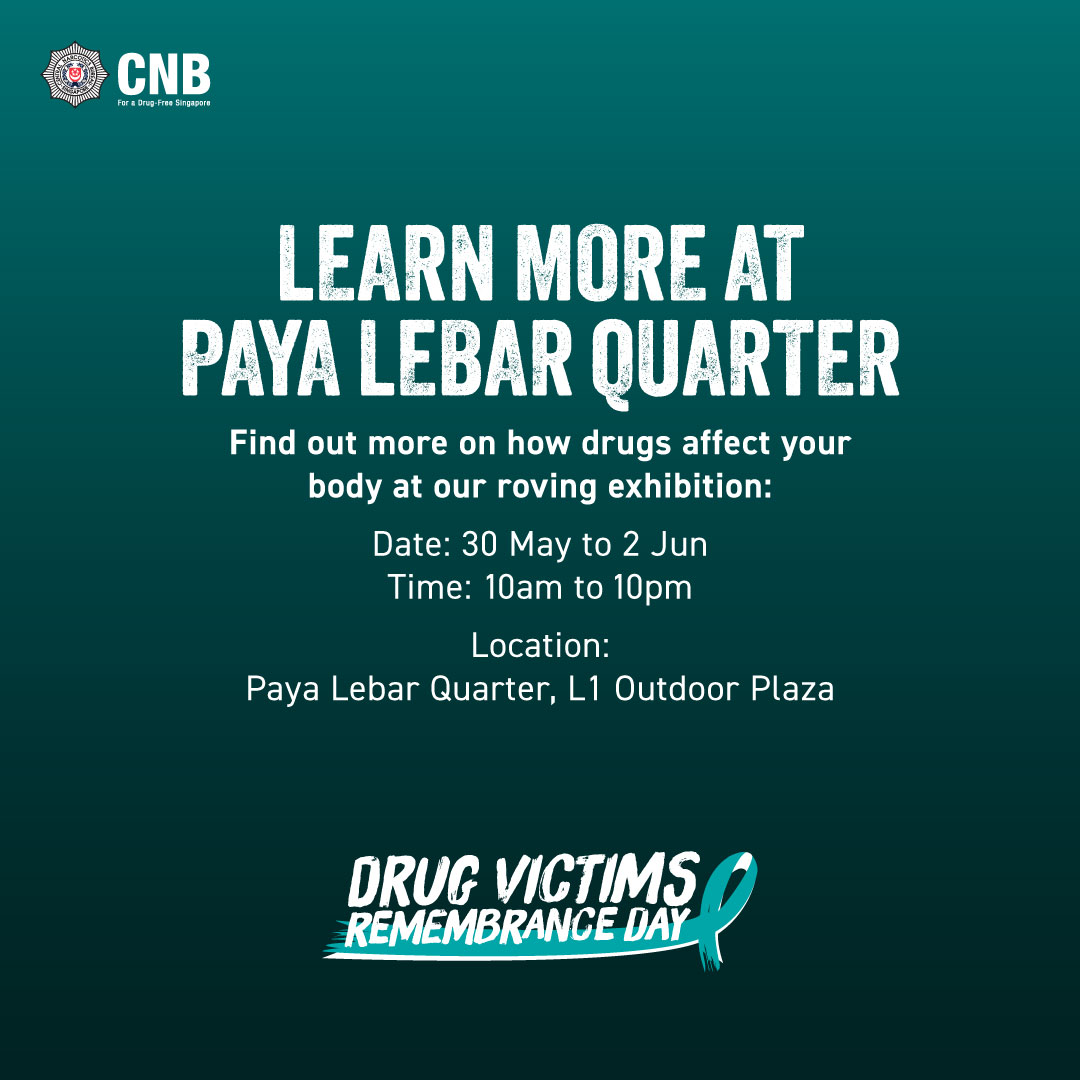 CNB
For a Drug-Free Singapore
LEARN MORE AT
PAYA LEBAR QUARTER
Find out more on how drugs affect your
body at our roving exhibition:
Date: 30 May to 2 Jun
Time: 10am to 10pm
Location:
Paya Lebar Quarter, L1 Outdoor Plaza
DRUG VICTIMS
REMEMBRANCE DAY